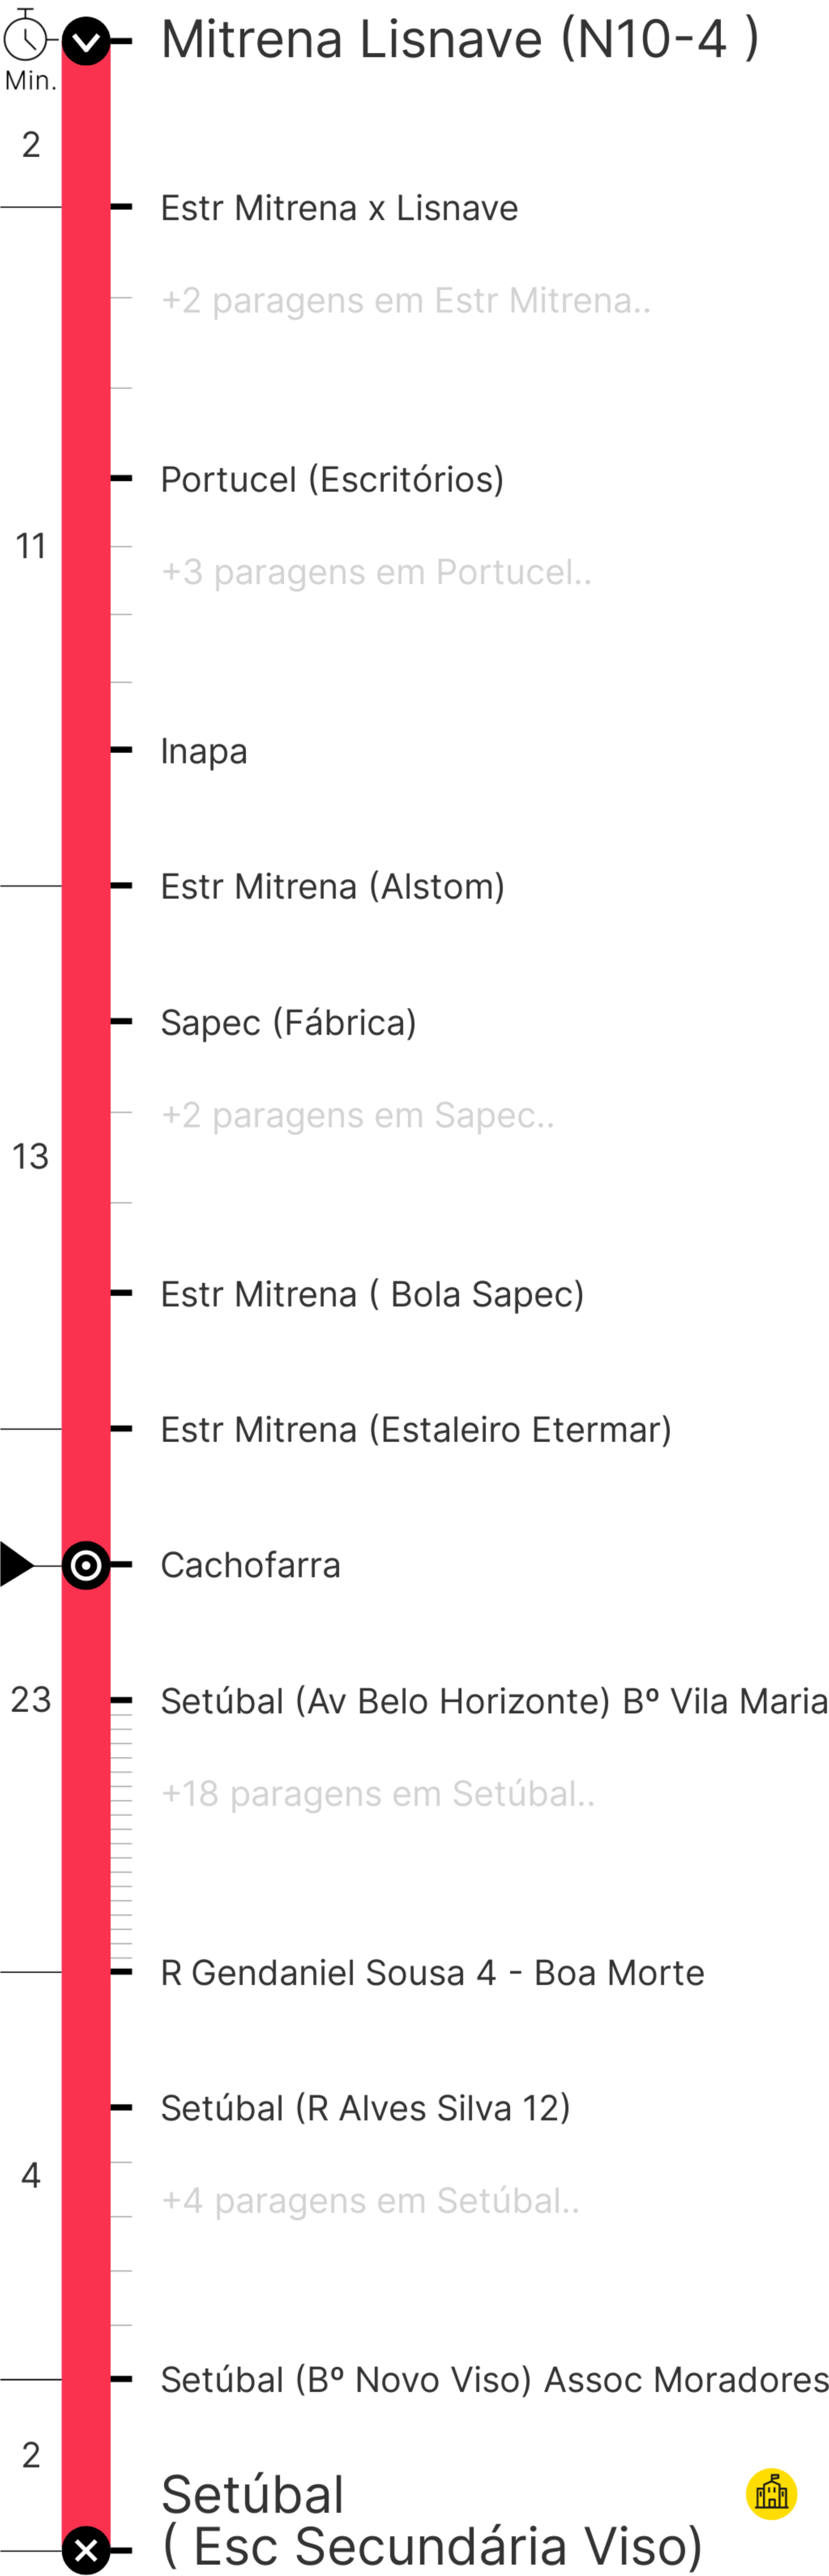 Mitrena Lisnave (N10-4 )
Min.
2
Estr Mitrena x Lisnave
+2 paragens em Estr Mitrena..
Portucel (Escritórios)
11
+3 paragens em Portucel..
Inapa
Estr Mitrena (Alstom)
Sapec (Fábrica)
+2 paragens em Sapec..
13
Estr Mitrena ( Bola Sapec)
Estr Mitrena (Estaleiro Etermar)
Cachofarra
23
Setúbal (Av Belo Horizonte) Bº Vila Maria
+18 paragens em Setúbal..
R Gendaniel Sousa 4 - Boa Morte
Setúbal (R Alves Silva 12)
4
+4 paragens em Setúbal..
Setúbal (Bº Novo Viso) Assoc Moradores
2
Setúbal
( Esc Secundária Viso)